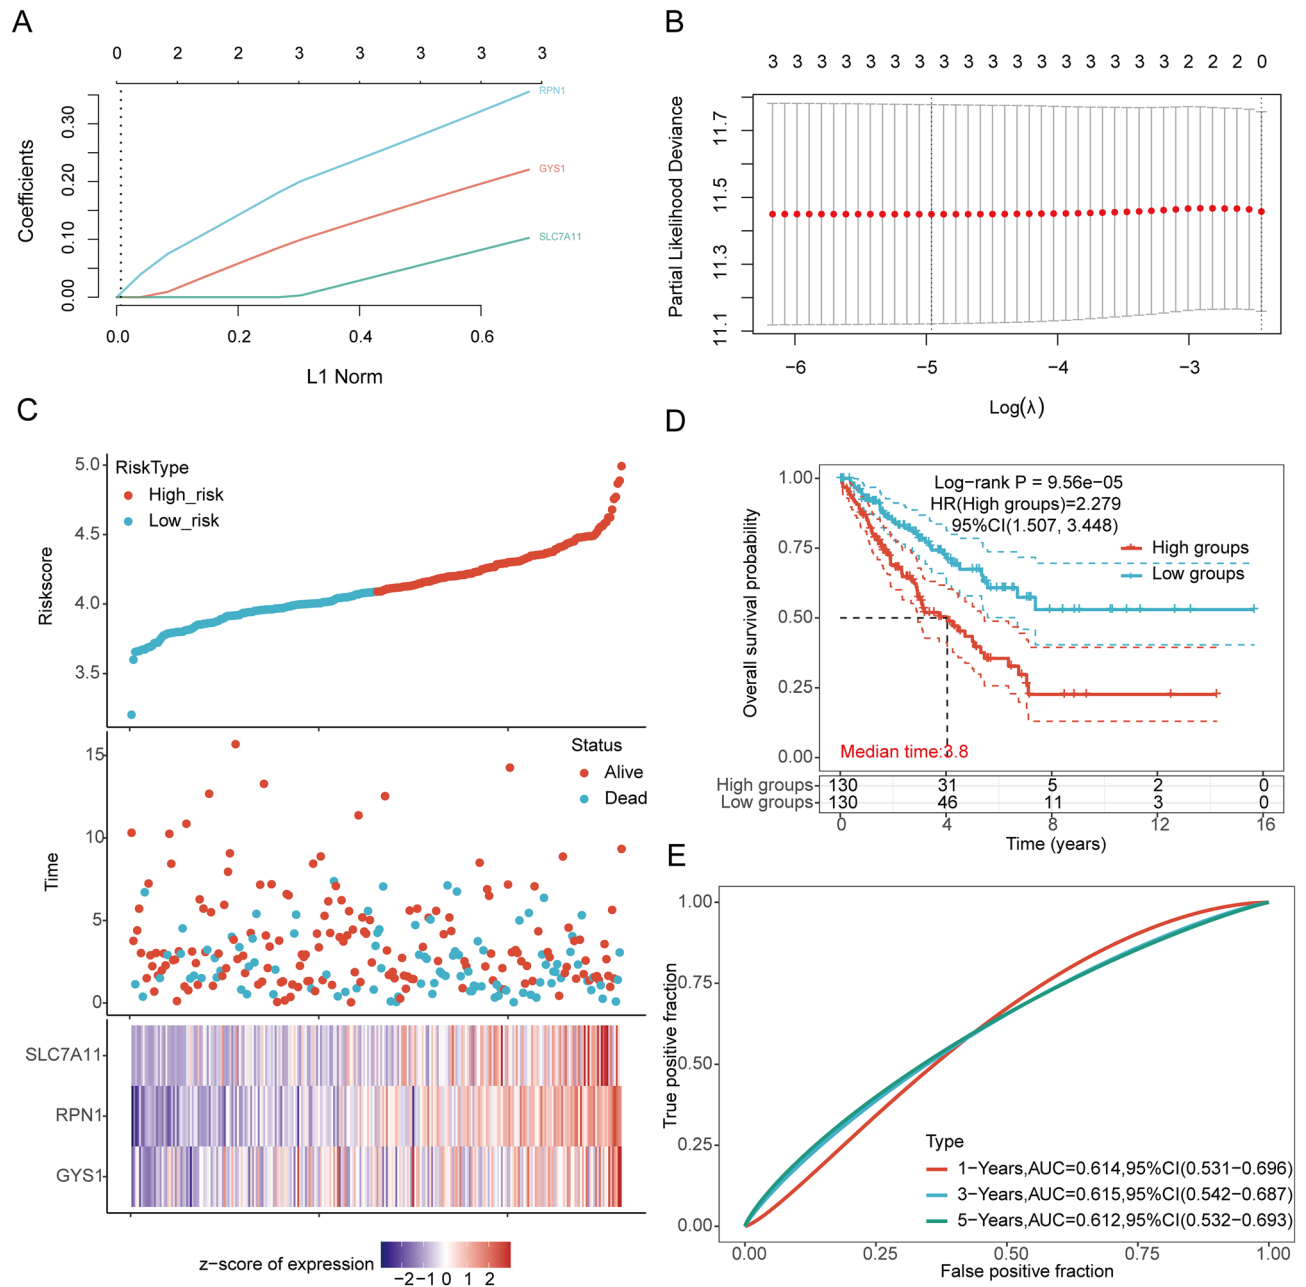 A
0 2 2 3 3 3 3 3
RPN1
GYS1
SLC7A11
0.30
0.20
0.10
0.00
Coefficients
0.0 0.2 0.4 0.6
L1 Norm
B
3 3 3 3 3 3 3 3 3 3 3 3 3 3 3 3 3 2 2 2 0
11.7
11.5
11.3
11.1
Partial Likelihood Deviance
−6 −5 −4 −3
Log(λ)
C
RiskType
High_risk
Low_risk
5.0
4.5
4.0
3.5
Riskscore
Status
Alive
Dead
15
10
5
0
Time
SLC7A11
RPN1
GYS1
z−score of expression
−2 −1 0 1 2
D
Log−rank P = 9.56e−05
HR(High groups)=2.279
95%CI(1.507, 3.448)
High groups
Low groups
1.00
0.75
0.50
0.25
0.00
Overall survival probability
Median time:3.8
High groups 130 31 5 2 0
Low groups 130 46 11 3 0
0 4 8 12 16
Time (years)
E
1.00
0.75
0.50
0.25
0.00
True positive fraction
Type
1−Years,AUC=0.614,95%CI(0.531−0.696)
3−Years,AUC=0.615,95%CI(0.542−0.687)
5−Years,AUC=0.612,95%CI(0.532−0.693)
0.00 0.25 0.50 0.75 1.00
False positive fraction